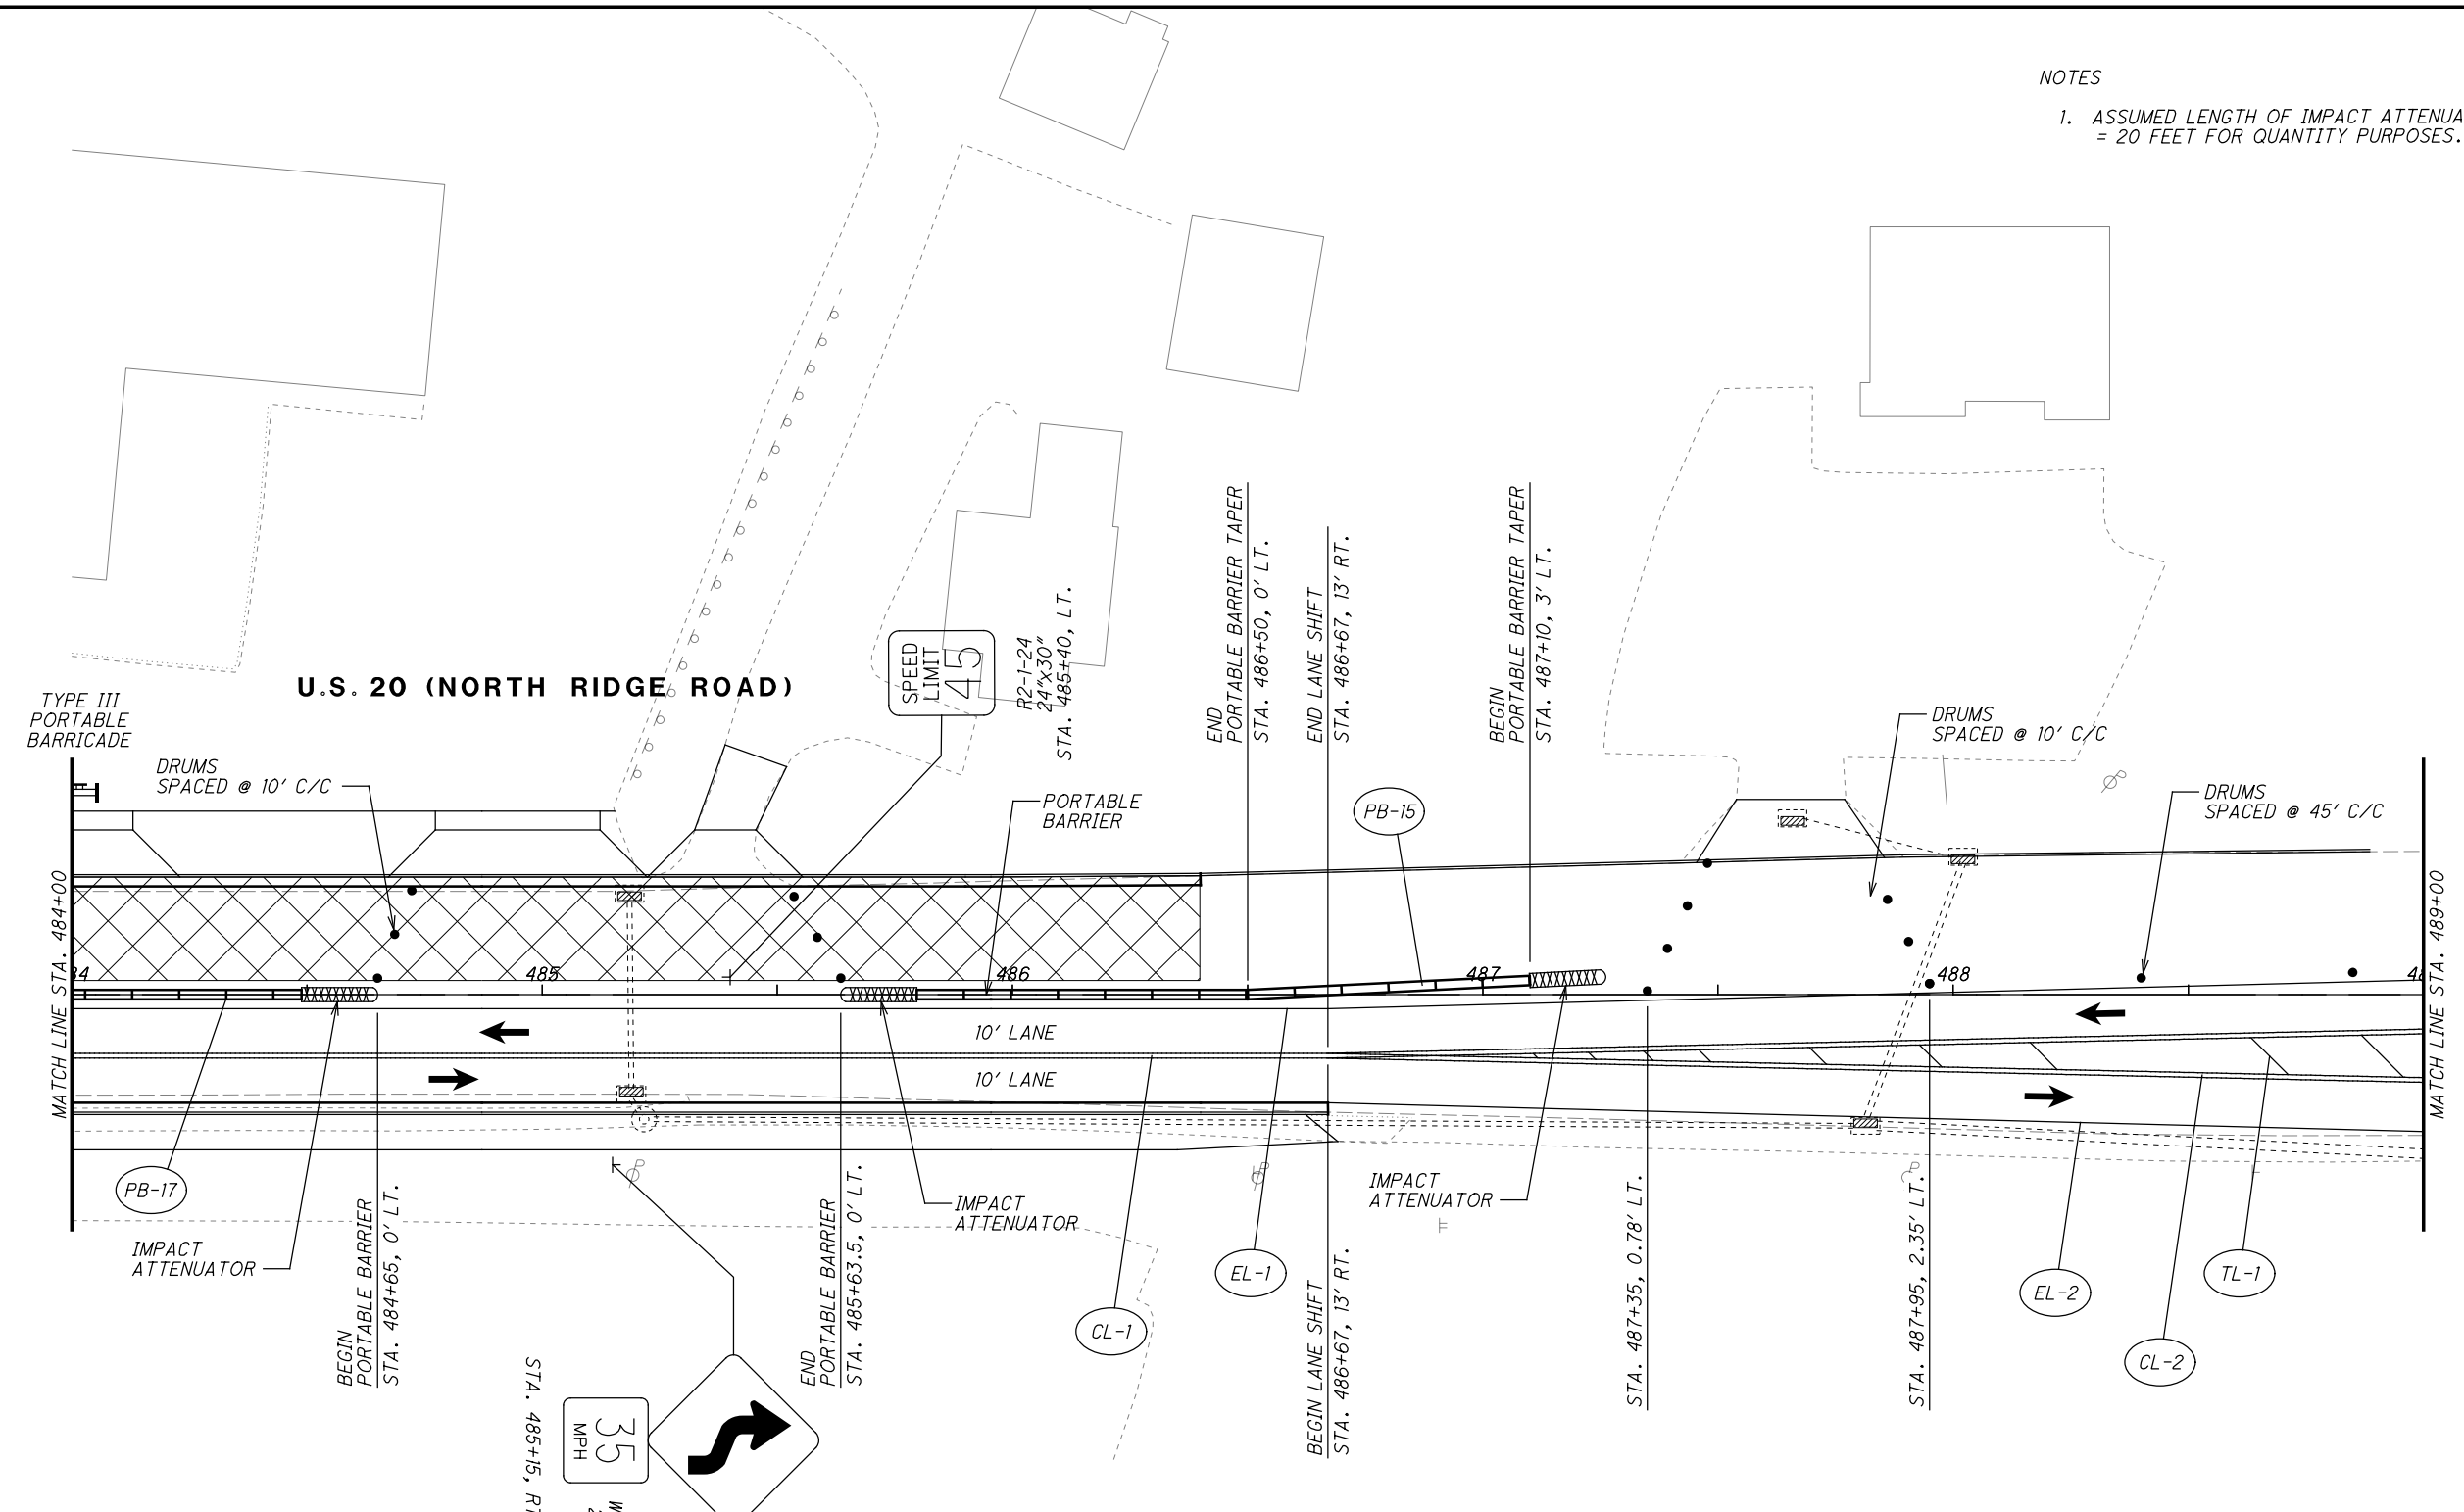 NOTES
1. ASSUMED LENGTH OF IMPACT ATTENUA
= 20 FEET FOR QUANTITY PURPOSES.
U.S. 20 (NORTH RIDGE ROAD)
TYPE III
PORTABLE
BARRICADE
DRUMS
SPACED @ 10' C/C
SPEED
LIMIT
45
R2-1-24
24"x30"
STA. 485+40, LT.
END
PORTABLE BARRIER TAPER
STA. 486+50, 0' LT.
END LANE SHIFT
STA. 486+67, 13' RT.
BEGIN
PORTABLE BARRIER TAPER
STA. 487+10, 3' LT.
DRUMS
SPACED @ 10' C/C
DRUMS
SPACED @ 45' C/C
PORTABLE
BARRIER
PB-15
MATCH LINE STA. 484+00
485
486
487
488
MATCH LINE STA. 489+00
10' LANE
10' LANE
PB-17
IMPACT
ATTENUATOR
BEGIN
PORTABLE BARRIER
STA. 484+65, 0' LT.
END
PORTABLE BARRIER
STA. 485+63.5, 0' LT.
IMPACT
ATTENUATOR
IMPACT
ATTENUATOR
EL-1
CL-1
BEGIN LANE SHIFT
STA. 486+67, 13' RT.
STA. 487+35, 0.78' LT.
STA. 487+95, 2.35' LT.
EL-2
TL-1
CL-2
STA. 485+15, RT
35
MPH